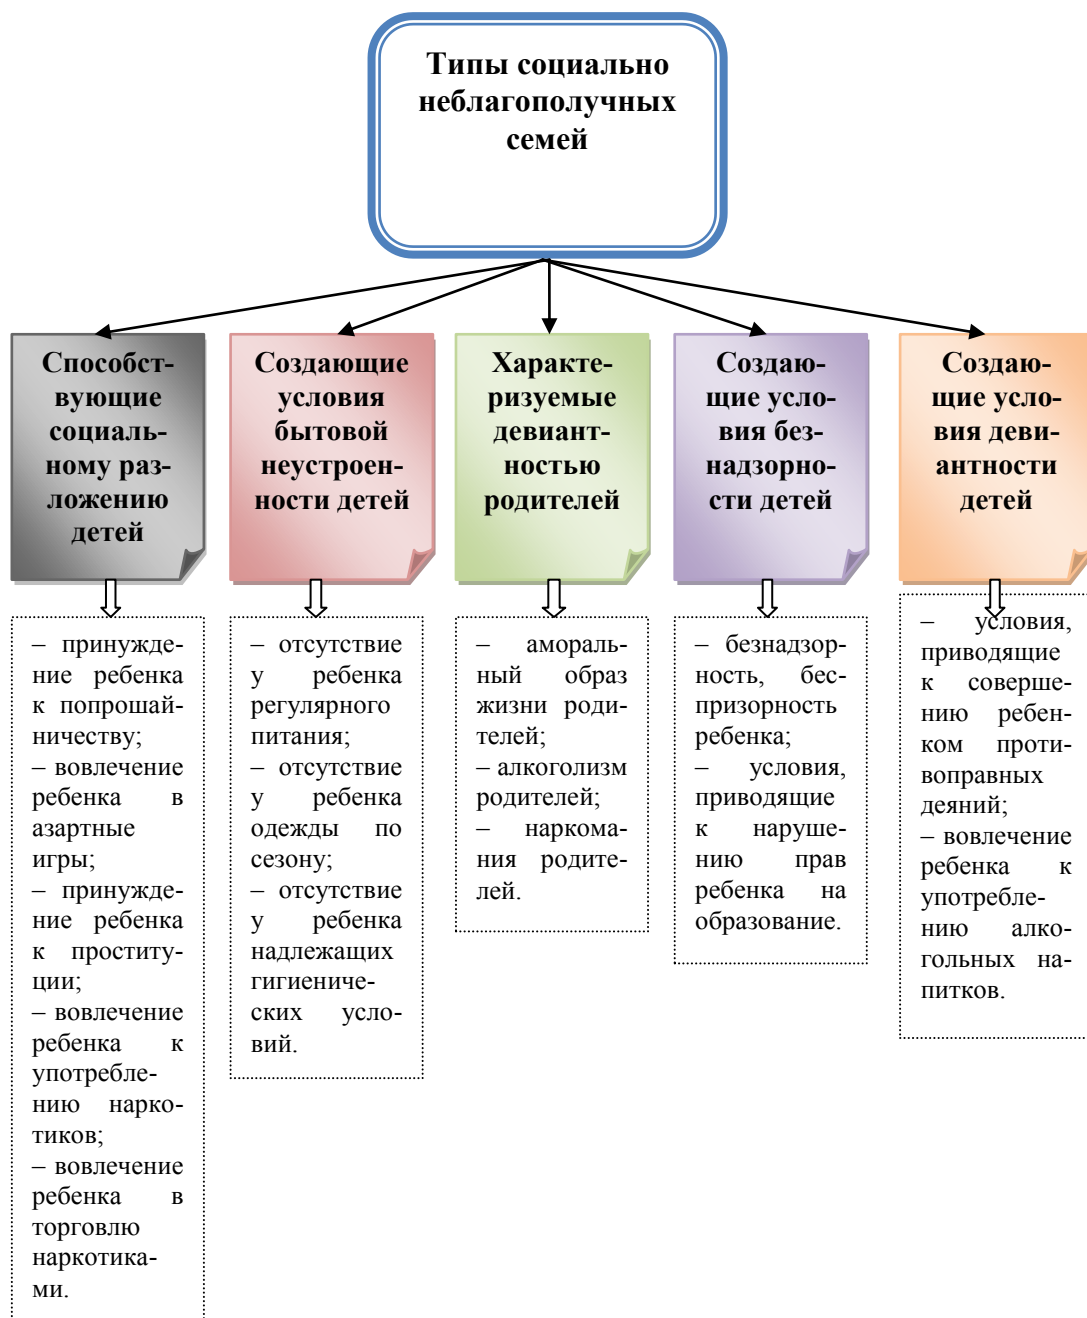 Типы социально
неблагополучных
семей
Способст-
вующие
социаль-
ному раз-
ложению
детей
Создающие
условия
бытовой
неустроен-
ности детей
Характе-
ризуемые
девиант-
ностью
родителей
Создаю-
щие усло-
вия без-
надзорно-
сти детей
Создаю-
щие усло-
вия деви-
антности
детей
– принужде-
ние ребенка
к попрошай-
ничеству;
– вовлечение
ребенка в
азартные
игры;
– принужде-
ние ребенка
к проститу-
ции;
– вовлечение
ребенка к
употребле-
нию нарко-
тиков;
– вовлечение
ребенка в
торговлю
наркотика-
ми.
– отсутствие
у ребенка
регулярного
питания;
– отсутствие
у ребенка
одежды по
сезону;
– отсутствие
у ребенка
надлежащих
гигиениче-
ских усло-
вий.
– амораль-
ный образ
жизни роди-
телей;
– алкоголизм
родителей;
– наркома-
ния родите-
лей.
– безнадзор-
ность, бес-
призорность
ребенка;
– условия,
приводящие
к наруше-
нию прав
ребенка на
образование.
– условия,
приводящие
к соверше-
нию ребен-
ком проти-
воправных
деяний;
– вовлечение
ребенка к
употребле-
нию алко-
гольных на-
питков.